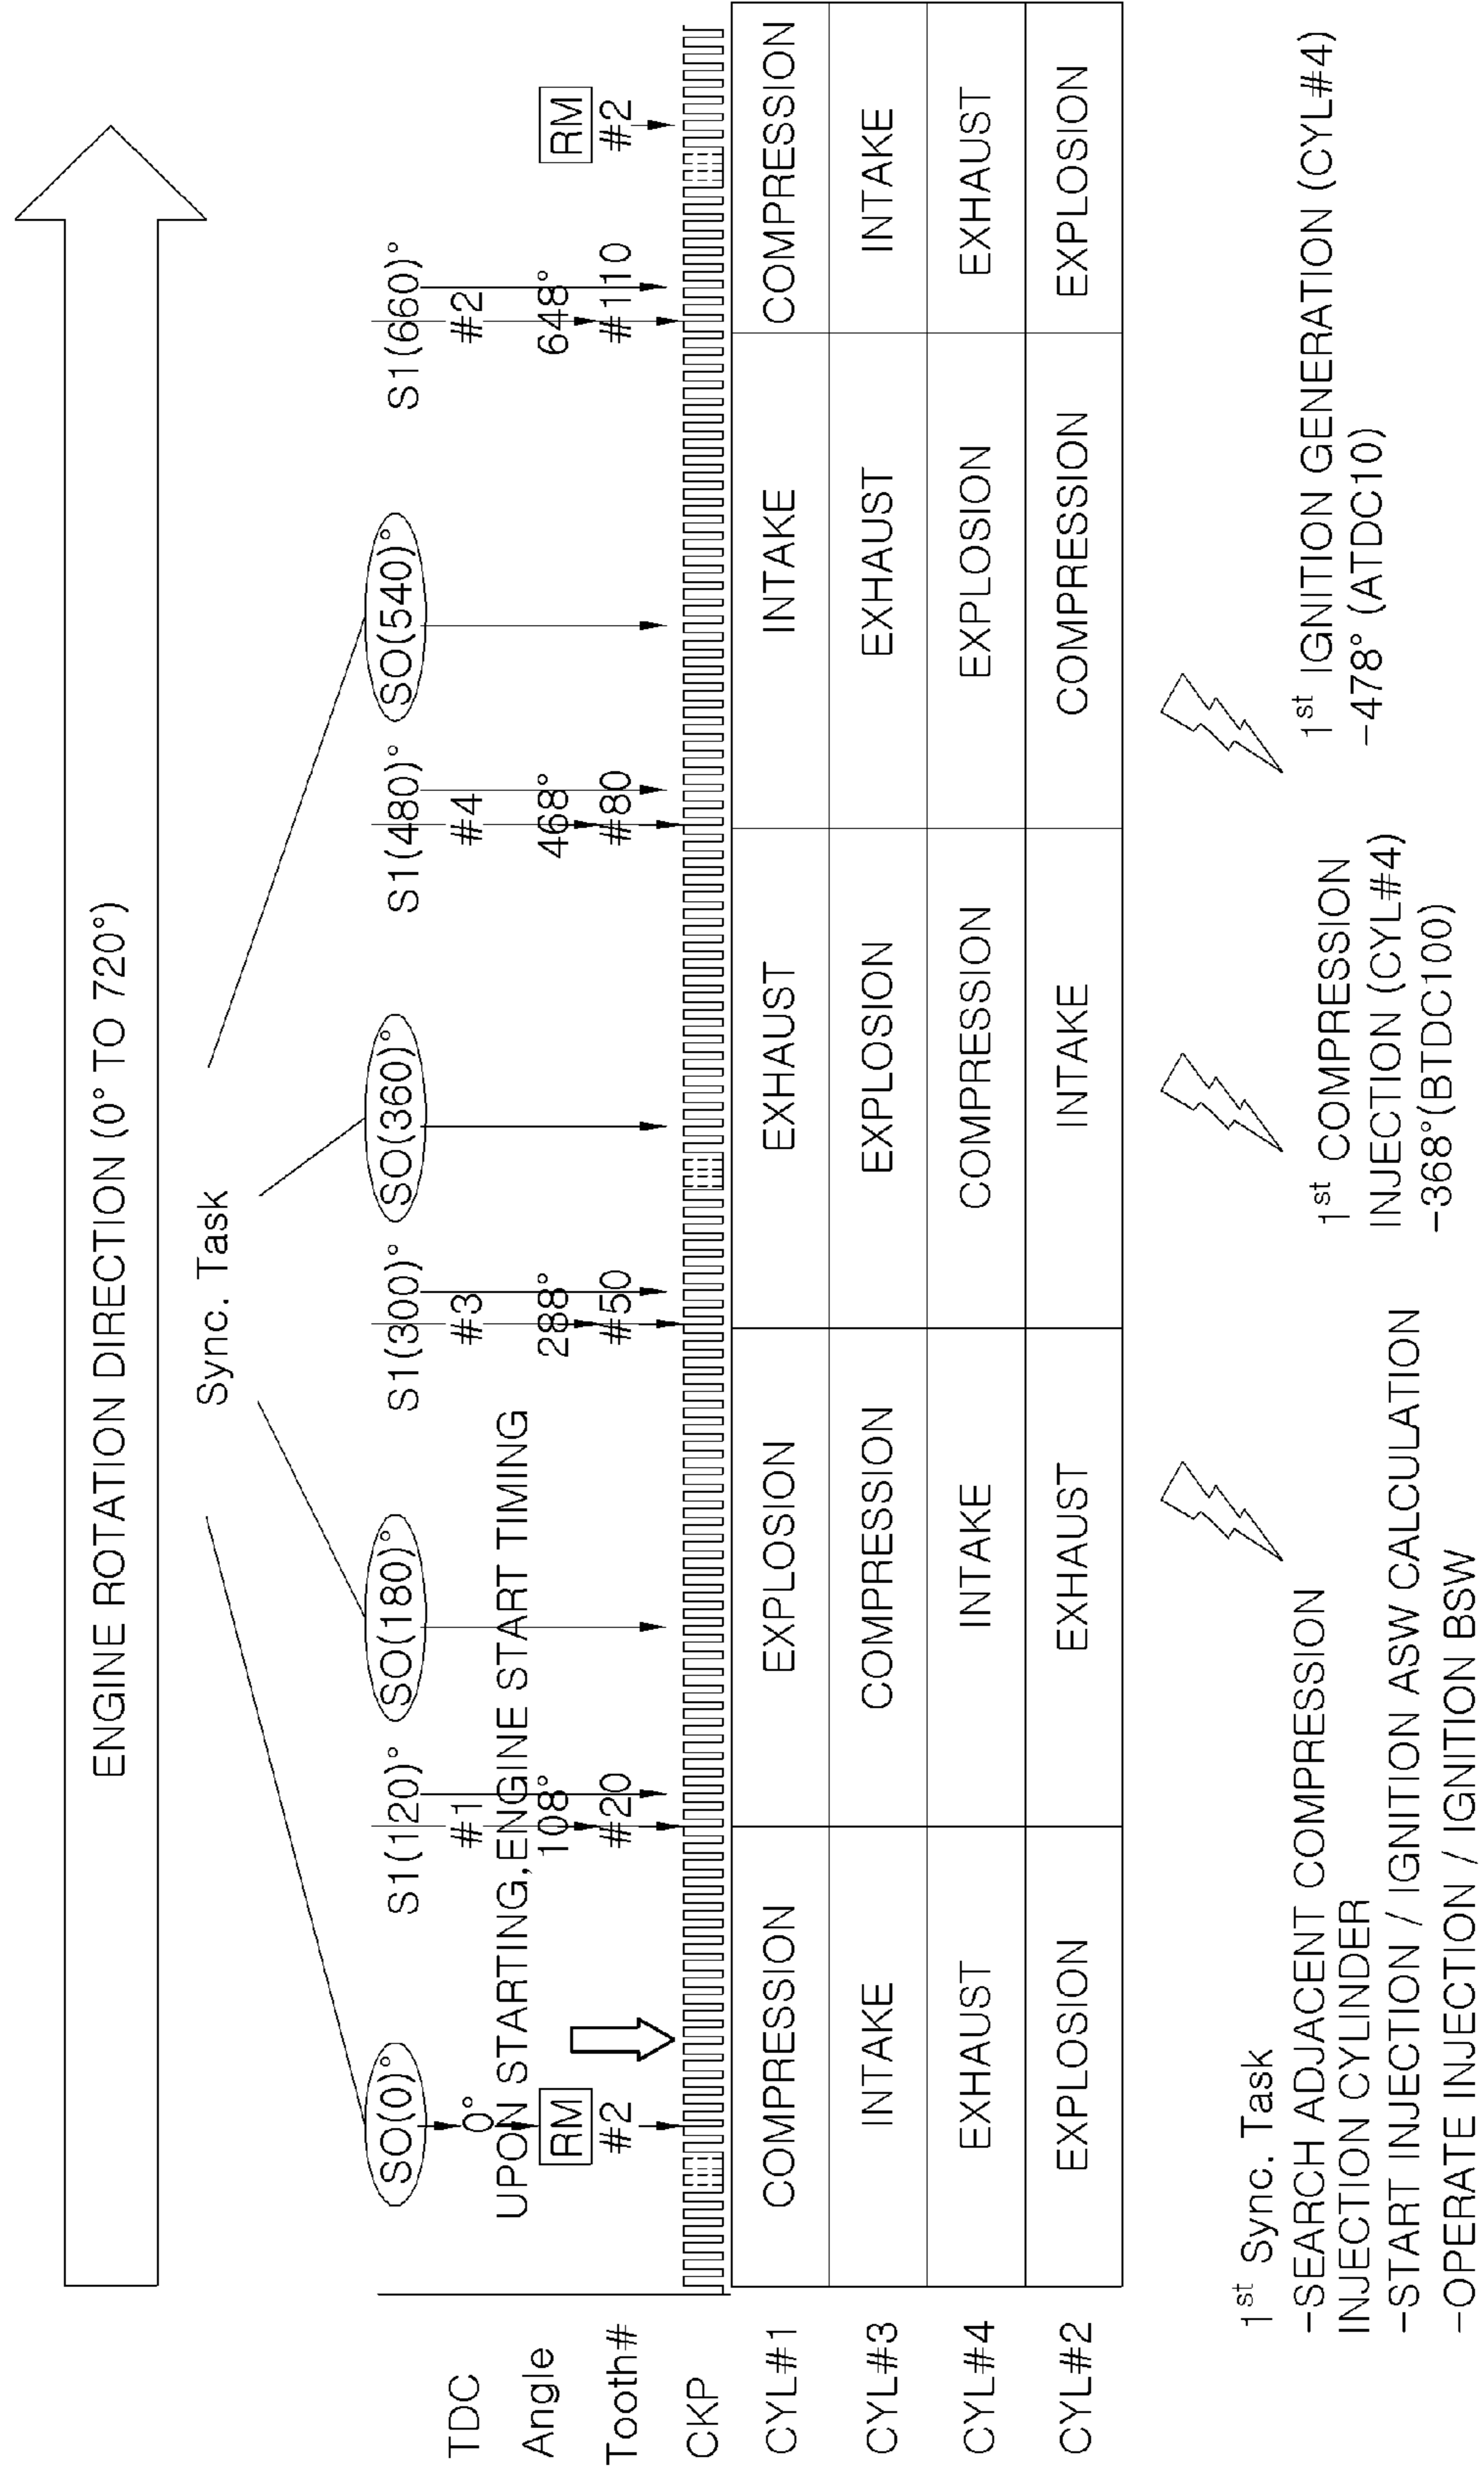 ENGINE ROTATION DIRECTION (0° TO 720°)
Sync. Task
SO(0)°
S1(120)°
SO(180)°
S1(300)°
SO(360)°
S1(480)°
SO(540)°
S1(660)°
TDC
0°
#1
#3
#4
#2
UPON STARTING,ENGINE START TIMING
Angle
RM
108°
288°
468°
648°
RM
Tooth#
#2
#20
#50
#80
#110
#2
CKP
CYL#1
COMPRESSION
EXPLOSION
EXHAUST
INTAKE
COMPRESSION
CYL#3
INTAKE
COMPRESSION
EXPLOSION
EXHAUST
INTAKE
CYL#4
EXHAUST
INTAKE
COMPRESSION
EXPLOSION
EXHAUST
CYL#2
EXPLOSION
EXHAUST
INTAKE
COMPRESSION
EXPLOSION
1st Sync. Task
-SEARCH ADJACENT COMPRESSION
INJECTION CYLINDER
-START INJECTION / IGNITION ASW CALCULATION
-OPERATE INJECTION / IGNITION BSW
1st COMPRESSION
INJECTION (CYL#4)
-368°(BTDC100)
1st IGNITION GENERATION (CYL#4)
-478° (ATDC10)